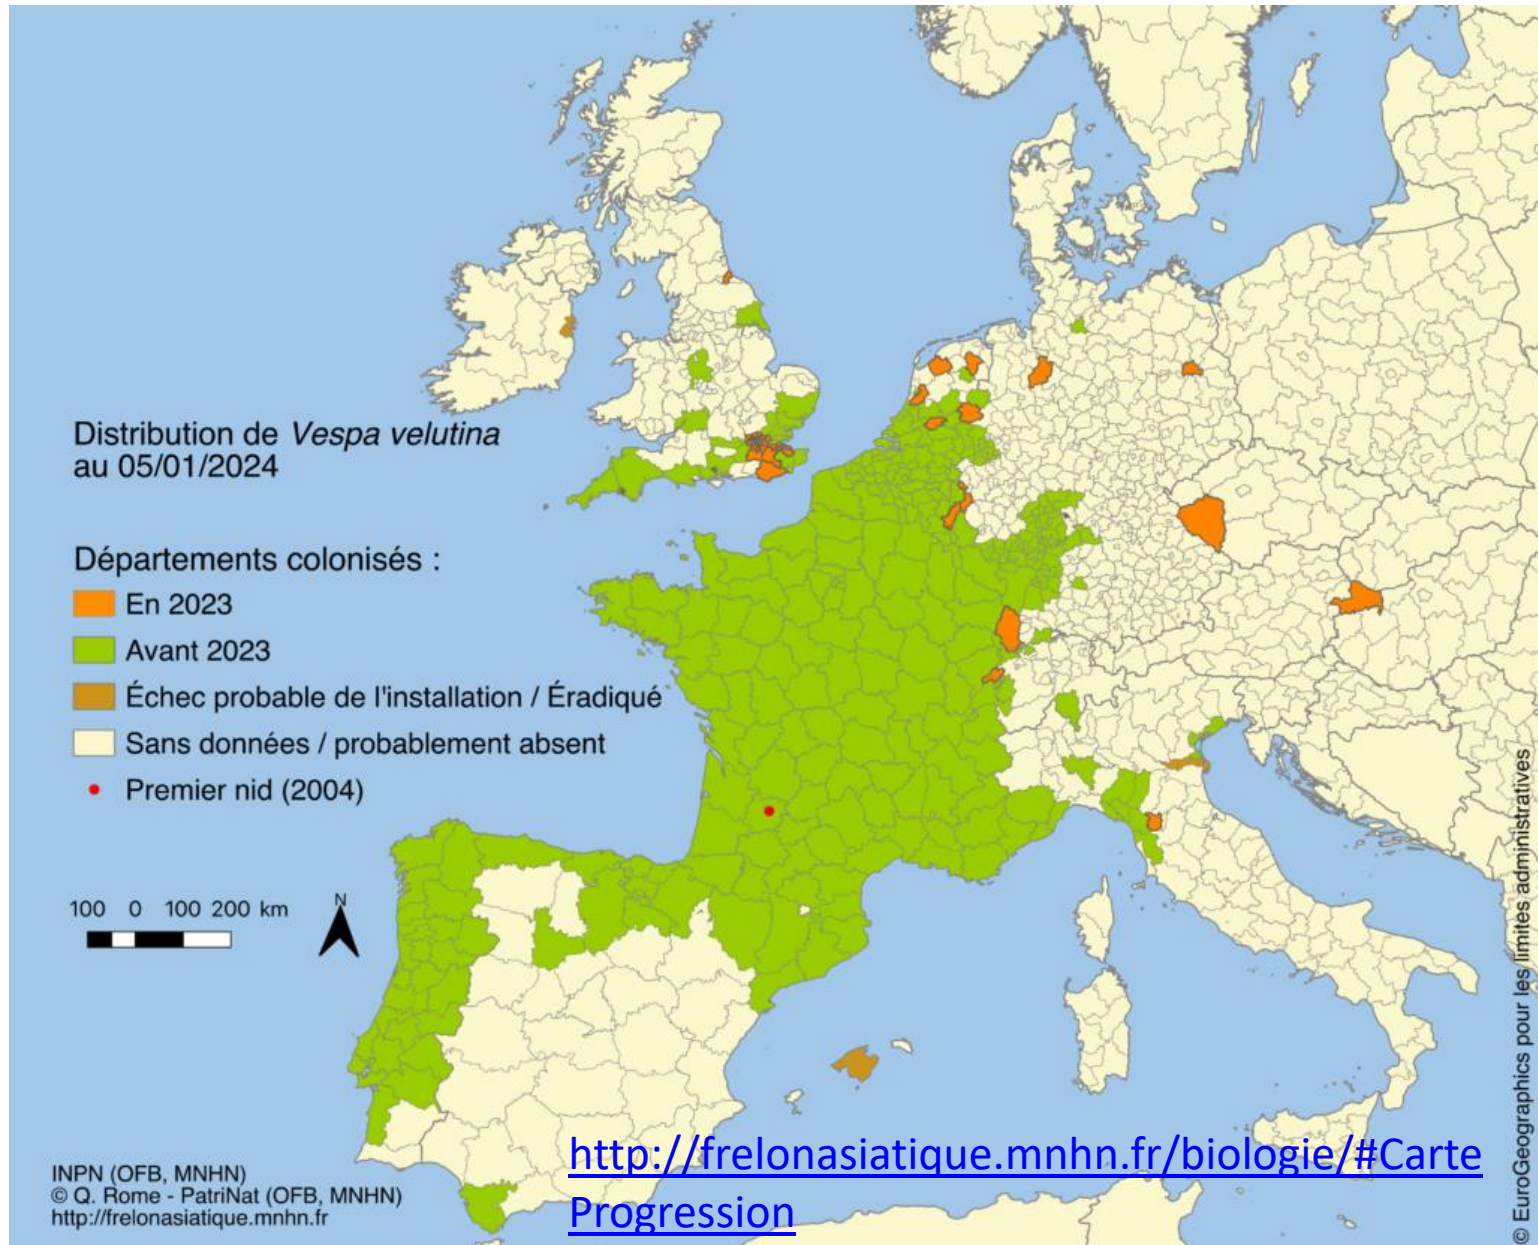 Distribution de Vespa velutina
au 05/01/2024
Départements colonisés :
En 2023
Avant 2023
Échec probable de l'installation / Éradiqué
Sans données / probablement absent
Premier nid (2004)
100 0 100 200 km
N
INPN (OFB, MNHN)
© Q. Rome - PatriNat (OFB, MNHN)
http://frelonasiatique.mnhn.fr
http://frelonasiatique.mnhn.fr/biologie/#Carte
Progression
© EuroGeographics pour les limites administratives